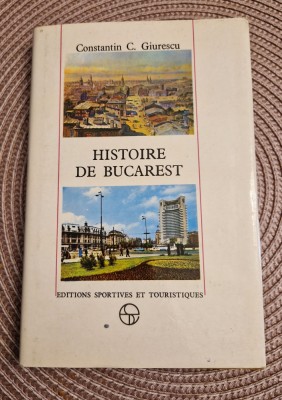 Constantin C. Giurescu
HISTOIRE
DE BUCAREST
EDITIONS SPORTIVES ET TOURISTIQUES